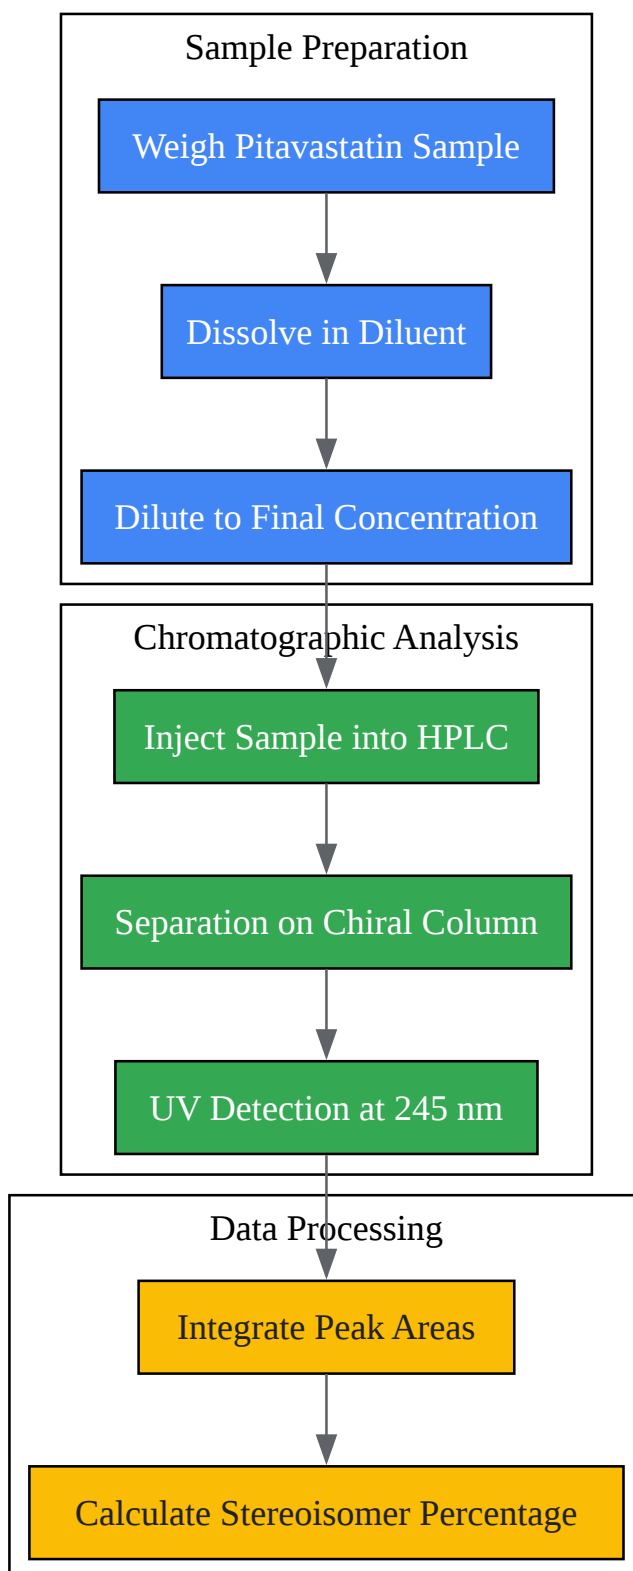 Sample Preparation
Weigh Pitavastatin Sample
Dissolve in Diluent
Dilute to Final Concentration
Chromatographic Analysis
Inject Sample into HPLC
Separation on Chiral Column
UV Detection at 245 nm
Data Processing
Integrate Peak Areas
Calculate Stereoisomer Percentage